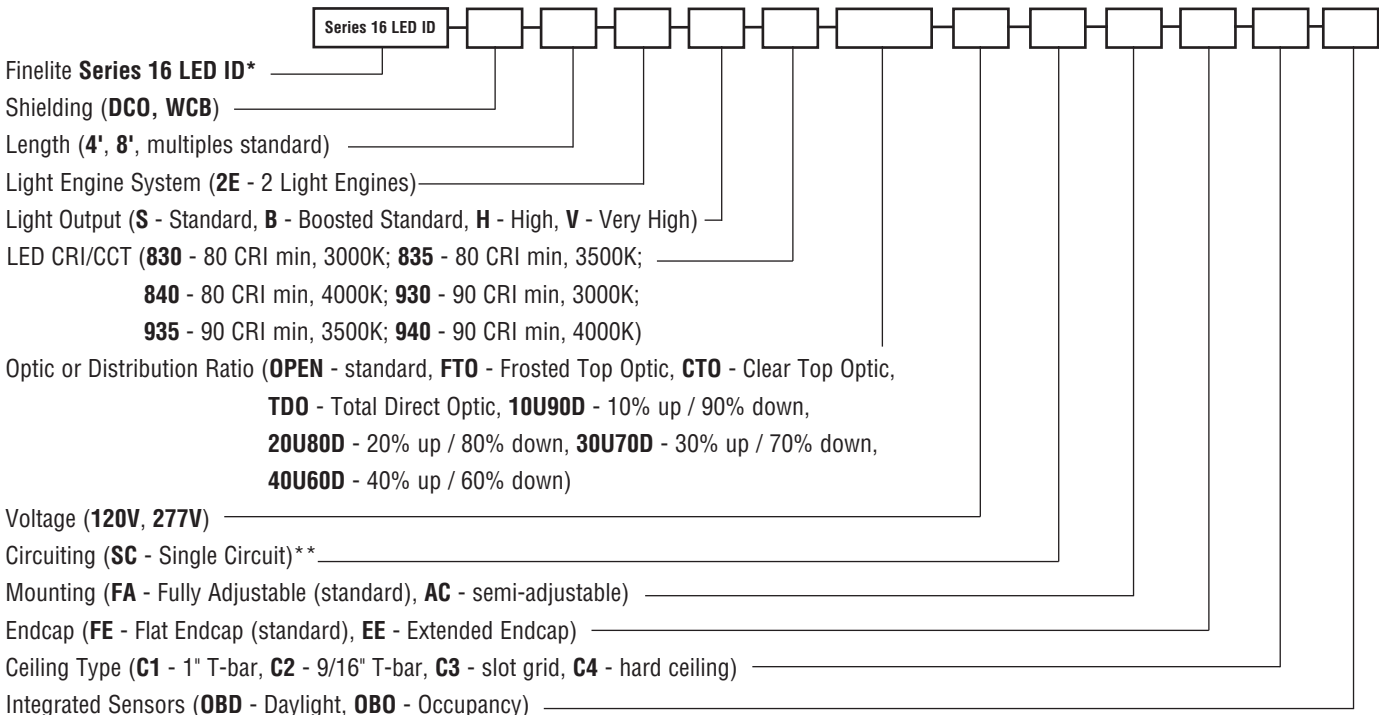 Series 16 LED ID
Finelite Series 16 LED ID*
Shielding (DCO, WCB)
Length (4', 8', multiples standard)
Light Engine System (2E - 2 Light Engines)
Light Output (S - Standard, B - Boosted Standard, H - High, V - Very High)
LED CRI/CCT (830 - 80 CRI min, 3000K; 835 - 80 CRI min, 3500K;
840 - 80 CRI min, 4000K; 930 - 90 CRI min, 3000K;
935 - 90 CRI min, 3500K; 940 - 90 CRI min, 4000K)
Optic or Distribution Ratio (OPEN - standard, FTO - Frosted Top Optic, CTO - Clear Top Optic,
TDO - Total Direct Optic, 10U90D - 10% up / 90% down,
20U80D - 20% up / 80% down, 30U70D - 30% up / 70% down,
40U60D - 40% up / 60% down)
Voltage (120V, 277V)
Circuiting (SC - Single Circuit)**
Mounting (FA - Fully Adjustable (standard), AC - semi-adjustable)
Endcap (FE - Flat Endcap (standard), EE - Extended Endcap)
Ceiling Type (C1 - 1" T-bar, C2 - 9/16" T-bar, C3 - slot grid, C4 - hard ceiling)
Integrated Sensors (OBD - Daylight, OBO - Occupancy)